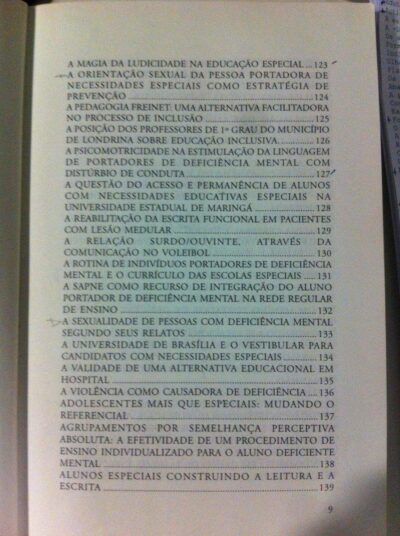 A MAGIA DA LUDICIDADE NA EDUCAÇÃO ESPECIAL ...123
A ORIENTAÇÃO SEXUAL DA PESSOA PORTADORA DE
NECESSIDADES ESPECIAIS COMO ESTRATÉGIA DE
PREVENÇÃO ... 124
A PEDAGOGIA FREINET: UMA ALTERNATIVA FACILITADORA
NO PROCESSO DE INCLUSÃO ... 125
A POSIÇÃO DOS PROFESSORES DE 1º GRAU DO MUNICÍPIO
DE LONDRINA SOBRE EDUCAÇÃO INCLUSIVA. ... 126
A PSICOMOTRICIDADE NA ESTIMULAÇÃO DA LINGUAGEM
DE PORTADORES DE DEFICIÊNCIA MENTAL COM
DISTÚRBIO DE CONDUTA ... 127
A QUESTÃO DO ACESSO E PERMANÊNCIA DE ALUNOS
COM NECESSIDADES EDUCATIVAS ESPECIAIS NA
UNIVERSIDADE ESTADUAL DE MARINGÁ ... 128
A REABILITAÇÃO DA ESCRITA FUNCIONAL EM PACIENTES
COM LESÃO MEDULAR ... 129
A RELAÇÃO SURDO/OUVINTE, ATRAVÉS DA
COMUNICAÇÃO NO VOLEIBOL ... 130
A ROTINA DE INDIVÍDUOS PORTADORES DE DEFICIÊNCIA
MENTAL E O CURRÍCULO DAS ESCOLAS ESPECIAIS ... 131
A SAPNE COMO RECURSO DE INTEGRAÇÃO DO ALUNO
PORTADOR DE DEFICIÊNCIA MENTAL NA REDE REGULAR
DE ENSINO ... 132
A SEXUALIDADE DE PESSOAS COM DEFICIÊNCIA MENTAL
SEGUNDO SEUS RELATOS ... 133
A UNIVERSIDADE DE BRASÍLIA E O VESTIBULAR PARA
CANDIDATOS COM NECESSIDADES ESPECIAIS ... 134
A VALIDADE DE UMA ALTERNATIVA EDUCACIONAL EM
HOSPITAL ... 135
A VIOLÊNCIA COMO CAUSADORA DE DEFICIÊNCIA ... 136
ADOLESCENTES MAIS QUE ESPECIAIS: MUDANDO O
REFERENCIAL ... 137
AGRUPAMENTOS POR SEMELHANÇA PERCEPTIVA
ABSOLUTA: A EFETIVIDADE DE UM PROCEDIMENTO DE
ENSINO INDIVIDUALIZADO PARA O ALUNO DEFICIENTE
MENTAL ... 138
ALUNOS ESPECIAIS CONSTRUINDO A LEITURA E A
ESCRITA ... 139
9